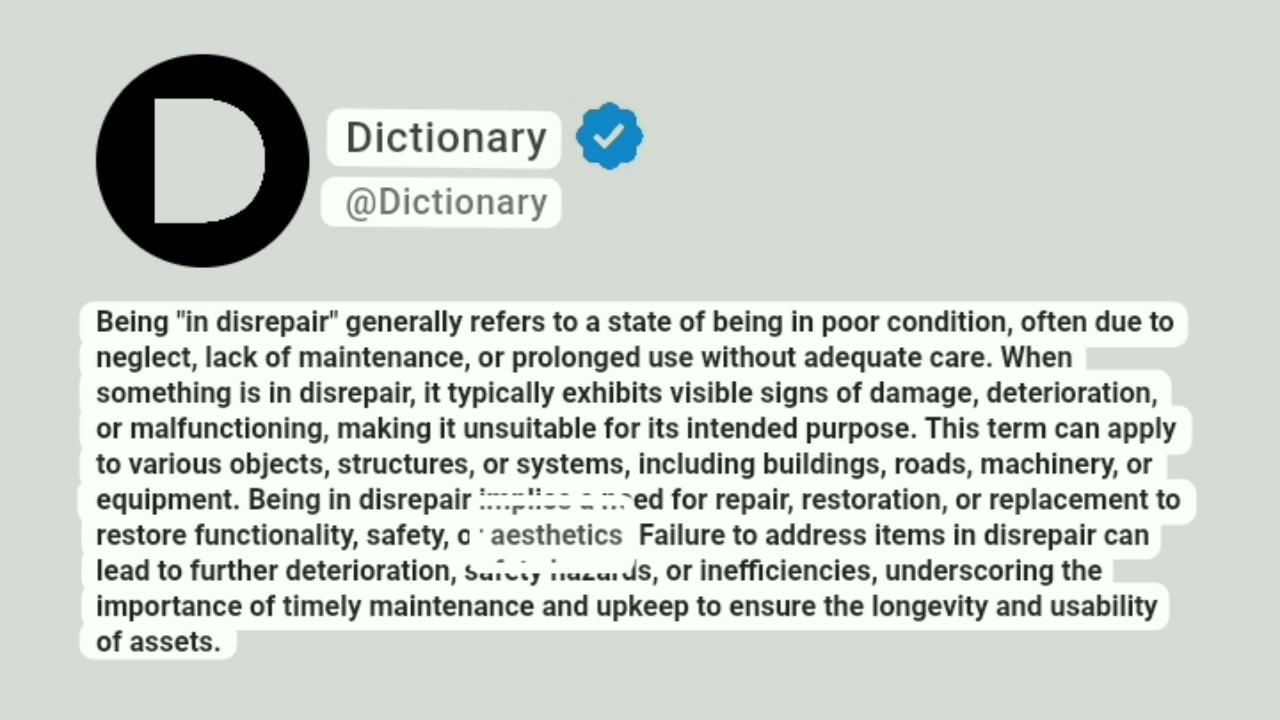 D
Dictionary
@Dictionary
Being "in disrepair" generally refers to a state of being in poor condition, often due to
neglect, lack of maintenance, or prolonged use without adequate care. When
something is in disrepair, it typically exhibits visible signs of damage, deterioration,
or malfunctioning, making it unsuitable for its intended purpose. This term can apply
to various objects, structures, or systems, including buildings, roads, machinery, or
equipment. Being in disrepair implies a need for repair, restoration, or replacement to
restore functionality, safety, or aesthetics Failure to address items in disrepair can
lead to further deterioration, safety hazards, or inefficiencies, underscoring the
importance of timely maintenance and upkeep to ensure the longevity and usability
of assets.